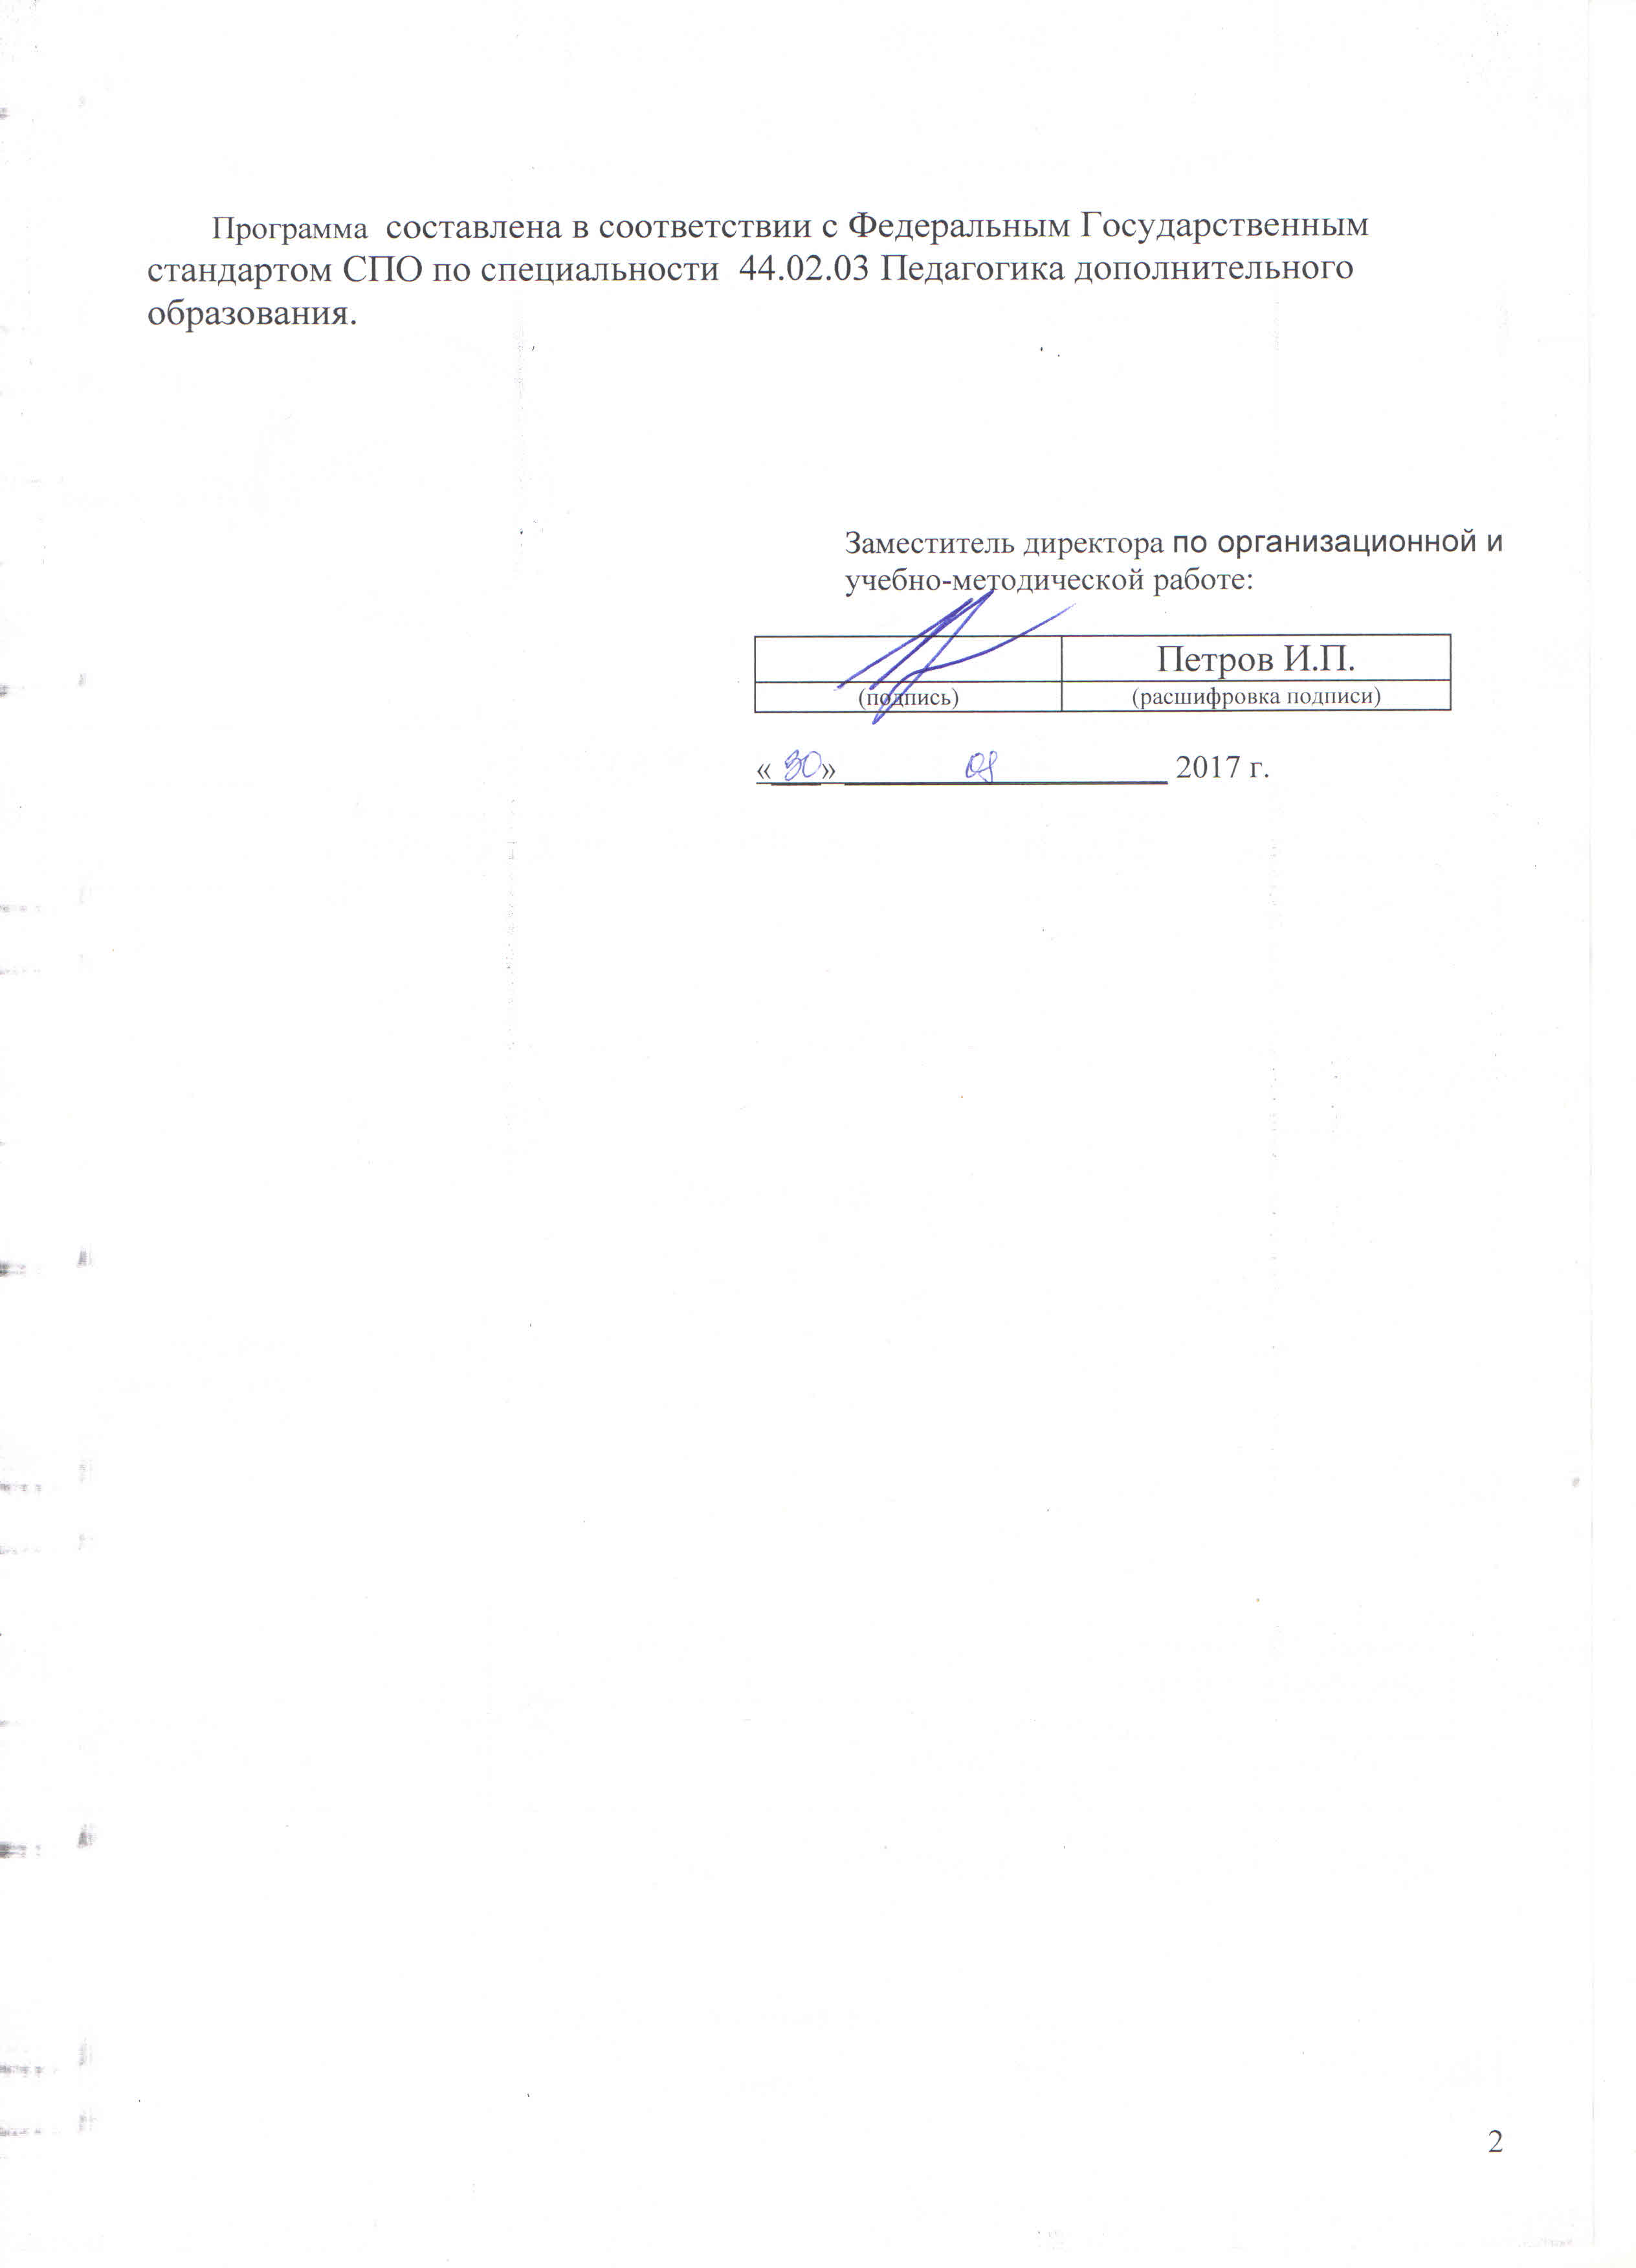 Программа составлена в соответствии с Федеральным Государственным
стандартом СПО по специальности 44.02.03 Педагогика дополнительного
образования.
Заместитель директора по организационной и
учебно-методической работе:
Петров И.П.
(подпись) (расшифровка подписи)
«30» 2017 г.
2